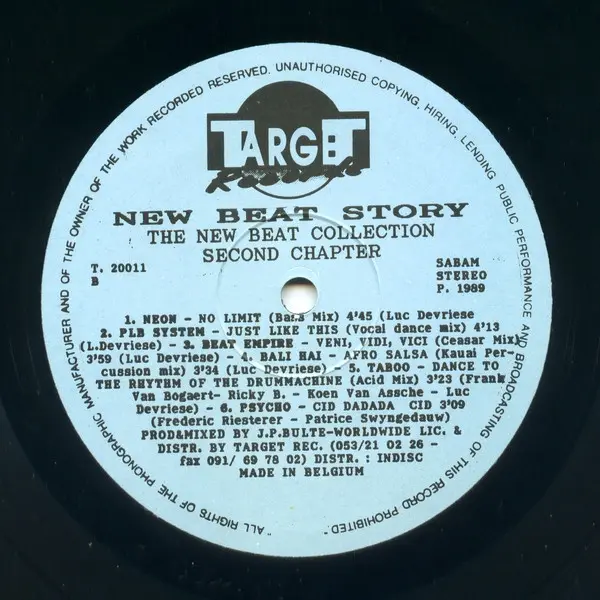 "ALL RIGHTS OF THE PHONOGRAPHIC MANUFACTURER AND OF THE OWNER OF THE WORK RECORDED RESERVED. UNAUTHORISED COPYING, HIRING, LENDING PUBLIC PERFORMANCE AND BROADCASTING OF THIS RECORD PROHIBITED."
TARGET
Records
NEW BEAT STORY
THE NEW BEAT COLLECTION
SECOND CHAPTER
T. 20011
B
SABAM
STEREO
P. 1989
1. NEON - NO LIMIT (Bass Mix) 4'45 (Luc Devriese
2. PLB SYSTEM - JUST LIKE THIS (Vocal dance mix) 4'13
(L.Devriese) - 3. BEAT EMPIRE - VENI, VIDI, VICI (Ceasar Mix)
3'59 (Luc Devriese) - 4. BALI HAI - AFRO SALSA (Kauai Per-
cussion mix) 3'34 (Luc Devriese) 5. TABOO - DANCE TO
THE RHYTHM OF THE DRUMMACHINE (Acid Mix) 3'23 (Frank
Van Bogaert- Ricky B. - Koen Van Assche - Luc
Devriese) - 6. PSYCHO - CID DADADA CID 3'09
(Frederic Riesterer - Patrice Swyngedauw)
PROD&MIXED BY J.P.BULTE-WORLDWIDE LIC. &
DISTR. BY TARGET REC. (053/21 02 26 -
fax 091/ 69 78 02) DISTR. : INDISC
MADE IN BELGIUM